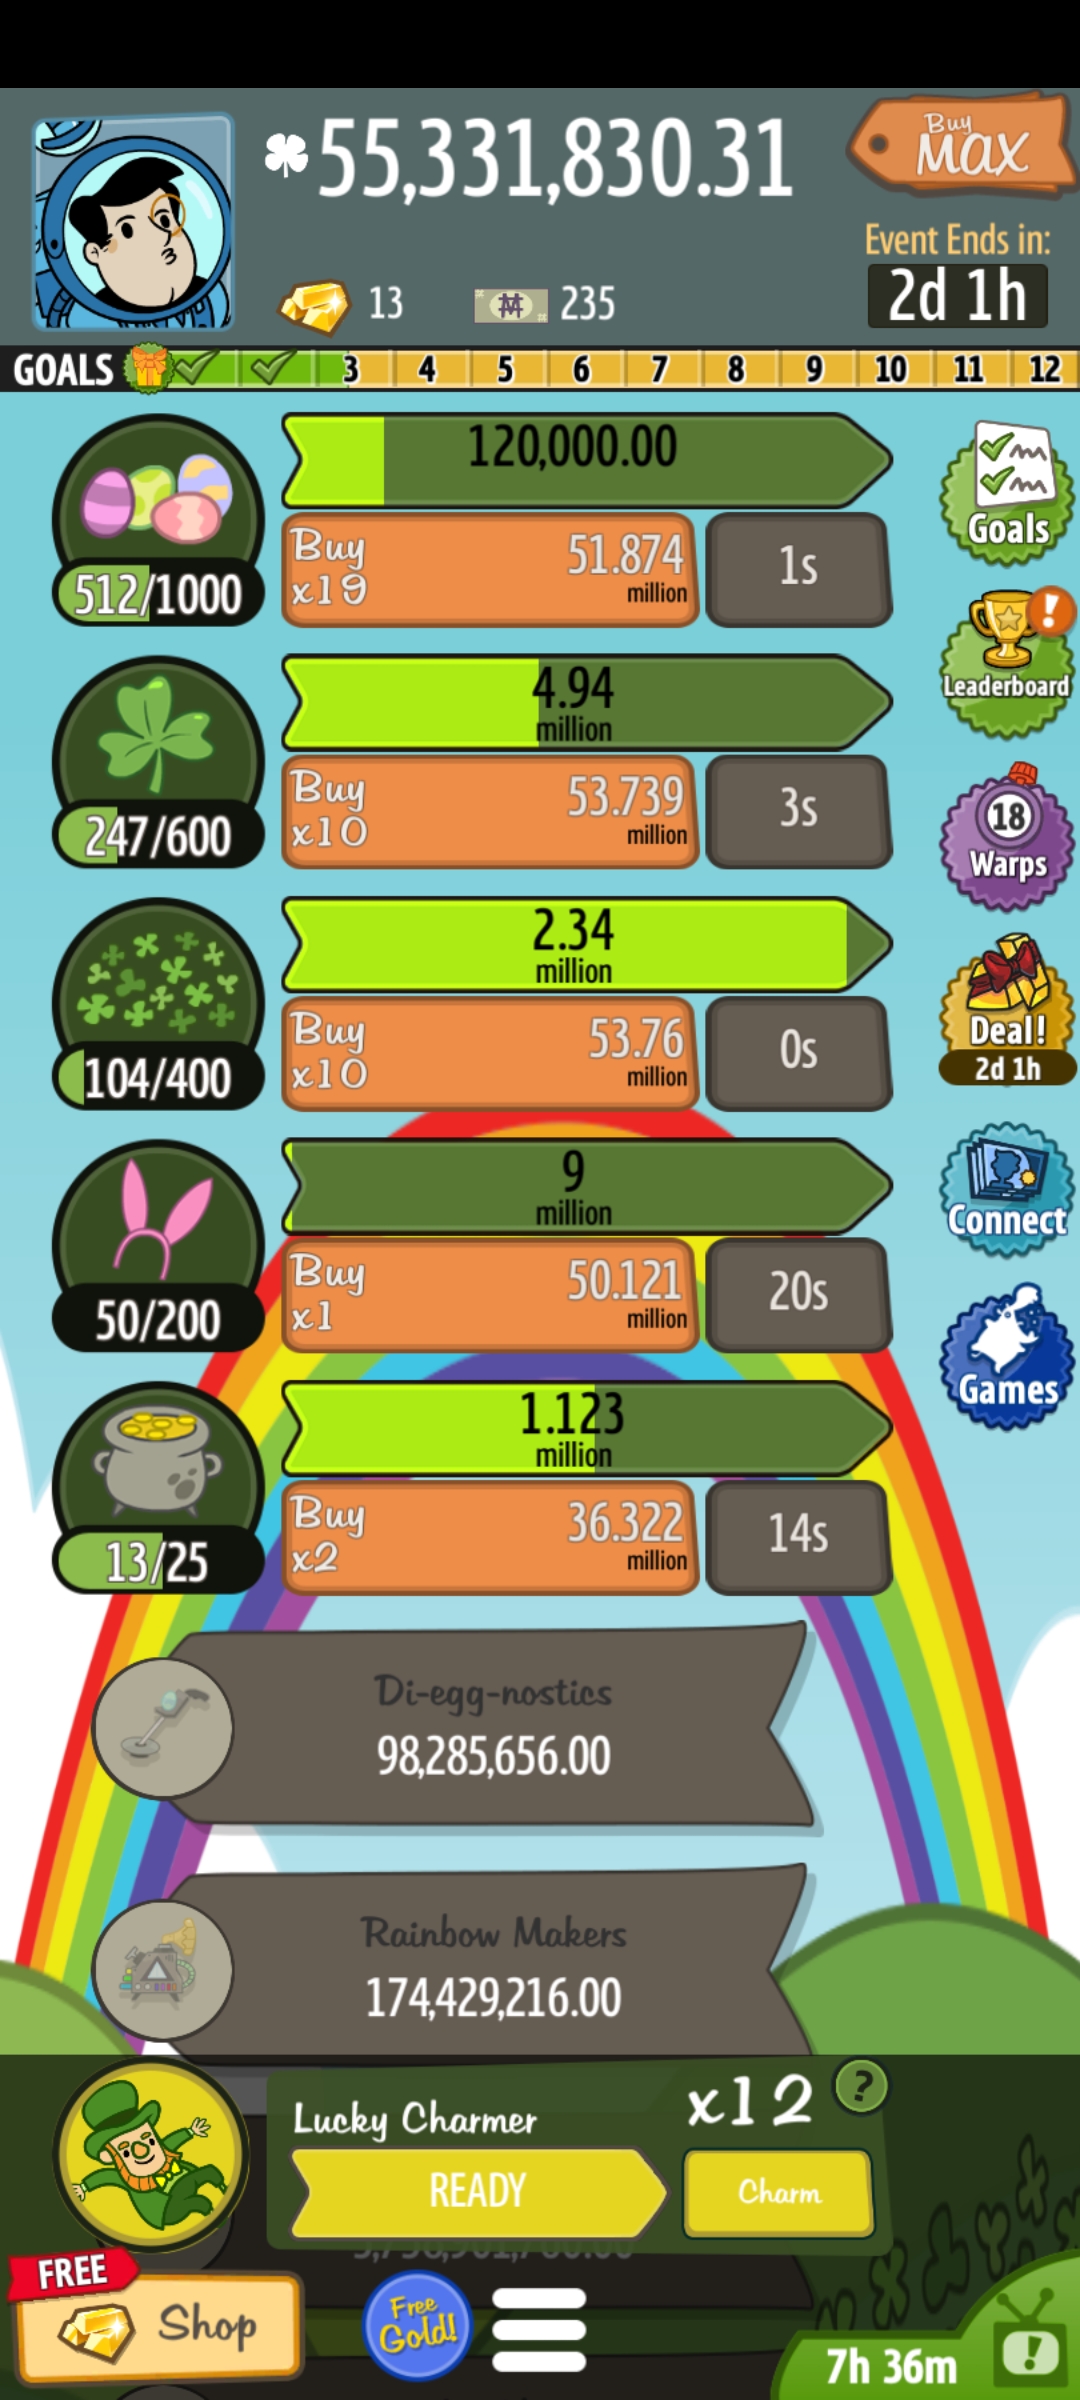 55,331,830.31
Buy
MAX
Event Ends in:
2d 1h
13
235
GOALS 3 4 5 6 7 8 9 10 11 12
120,000.00
512/1000
Buy
x19
51.874
million
1s
Goals
4.94
million
247/600
Buy
x10
53.739
million
3s
!
Leaderboard
18
Warps
2.34
million
104/400
Buy
x10
53.76
million
0s
Deal!
2d 1h
9
million
50/200
Buy
x1
50.121
million
20s
Connect
Games
1.123
million
13/25
Buy
x2
36.322
million
14s
Di-egg-nostics
98,285,656.00
Rainbow Makers
174,429,216.00
Lucky Charmer
x12
?
READY
Charm
FREE
Shop
Free
Gold!
7h 36m
!